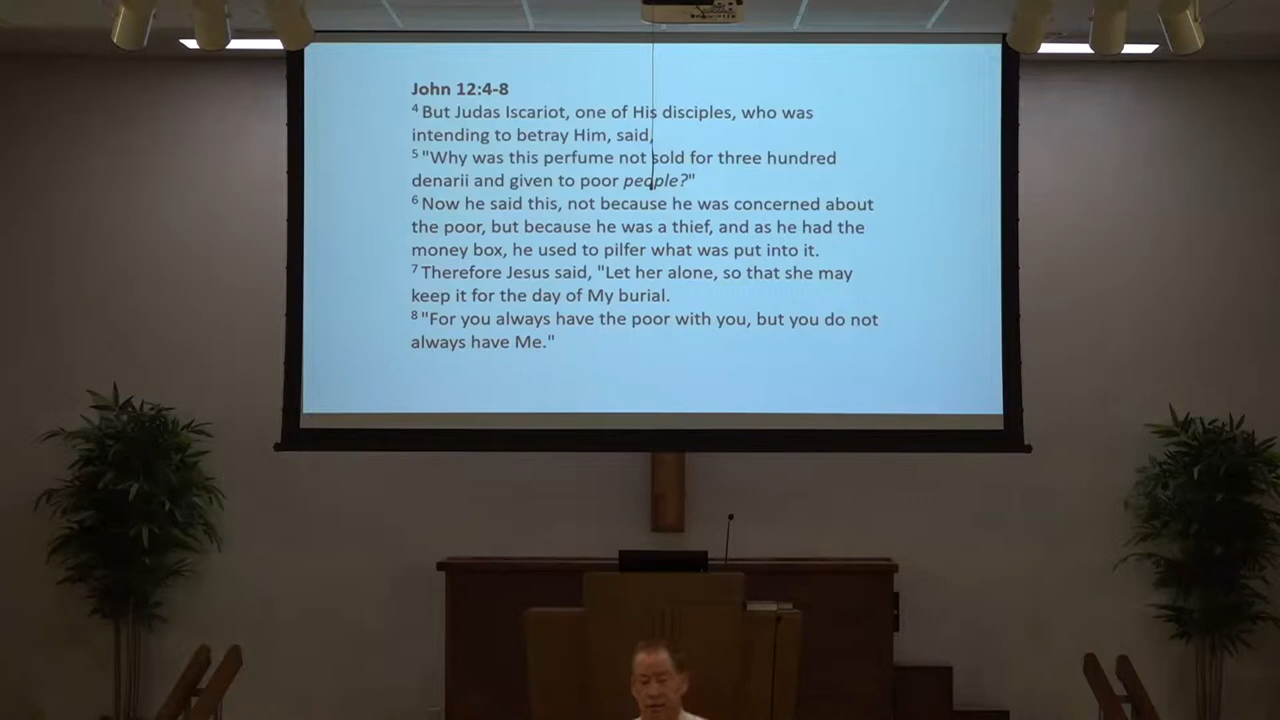 John 12:4-8
4 But Judas Iscariot, one of His disciples, who was
intending to betray Him, said,
5 "Why was this perfume not sold for three hundred
denarii and given to poor people?"
6 Now he said this, not because he was concerned about
the poor, but because he was a thief, and as he had the
money box, he used to pilfer what was put into it.
7 Therefore Jesus said, "Let her alone, so that she may
keep it for the day of My burial.
8 "For you always have the poor with you, but you do not
always have Me."